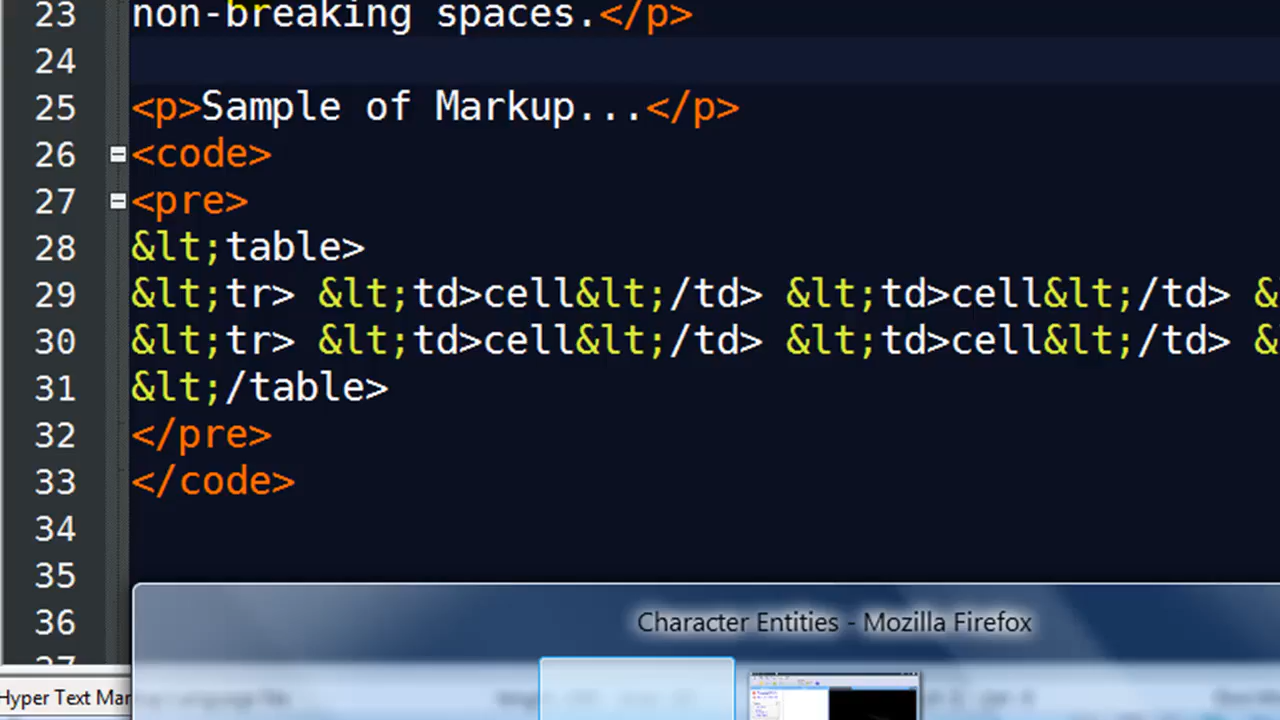 23 non-breaking spaces.</p>
24
25 <p>Sample of Markup...</p>
26 <code>
27 <pre>
28 &lt;table>
29 &lt;tr> &lt;td>cell&lt;/td> &lt;td>cell&lt;/td> &
30 &lt;tr> &lt;td>cell&lt;/td> &lt;td>cell&lt;/td> &
31 &lt;/table>
32 </pre>
33 </code>
34
35
36
Character Entities - Mozilla Firefox
Hyper Text Mar